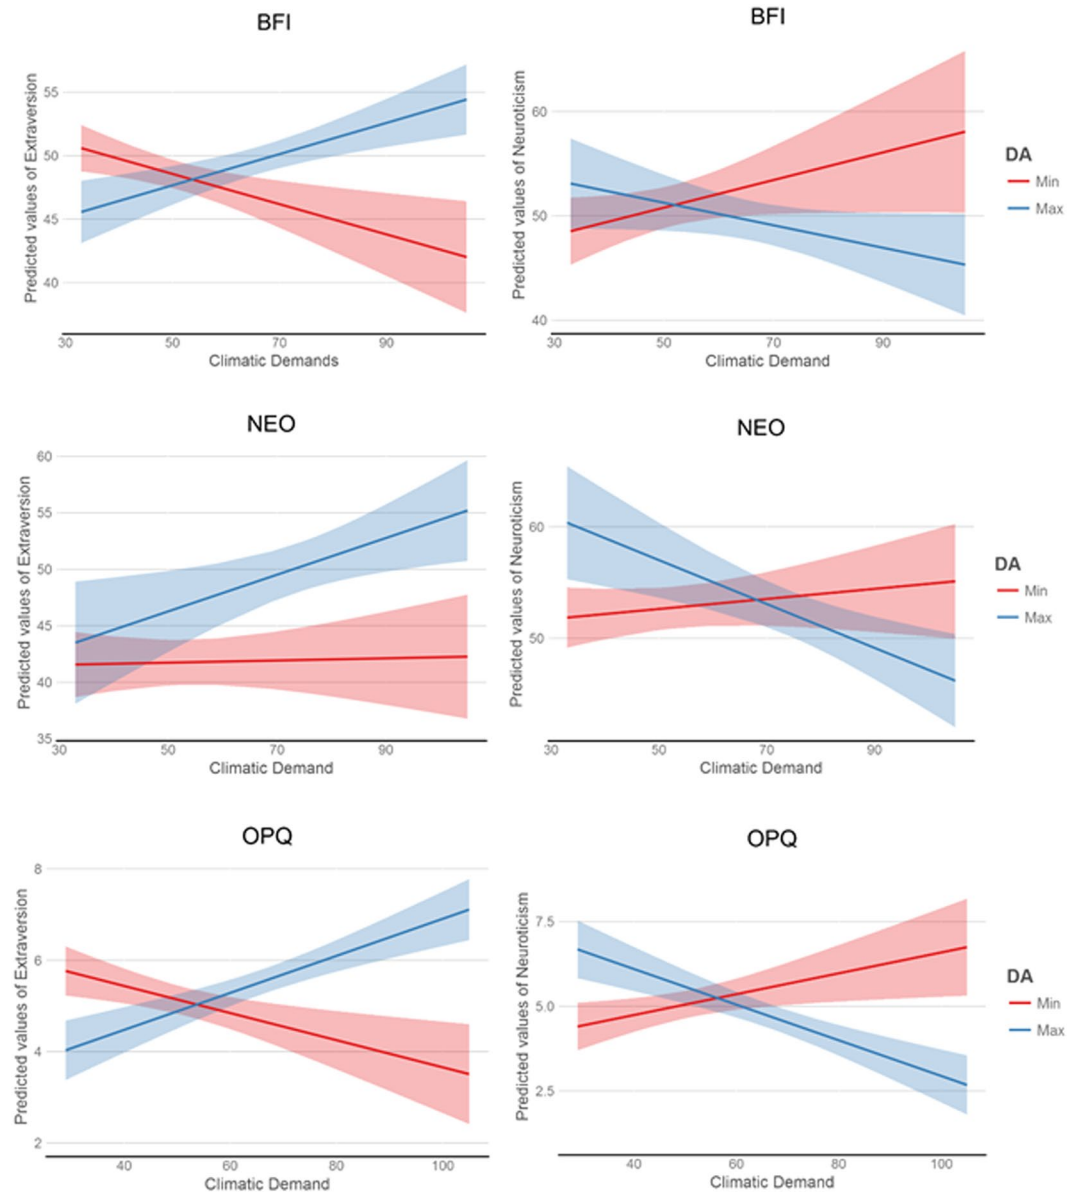 BFI
Predicted values of Extraversion
55
50
45
40
30 50 70 90
Climatic Demands
BFI
Predicted values of Neuroticism
60
50
40
30 50 70 90
Climatic Demand
DA
Min
Max
NEO
Predicted values of Extraversion
60
55
50
45
40
35
30 50 70 90
Climatic Demand
NEO
Predicted values of Neuroticism
60
50
30 50 70 90
Climatic Demand
DA
Min
Max
OPQ
Predicted values of Extraversion
8
6
4
2
40 60 80 100
Climatic Demand
OPQ
Predicted values of Neuroticism
7.5
5.0
2.5
40 60 80 100
Climatic Demand
DA
Min
Max